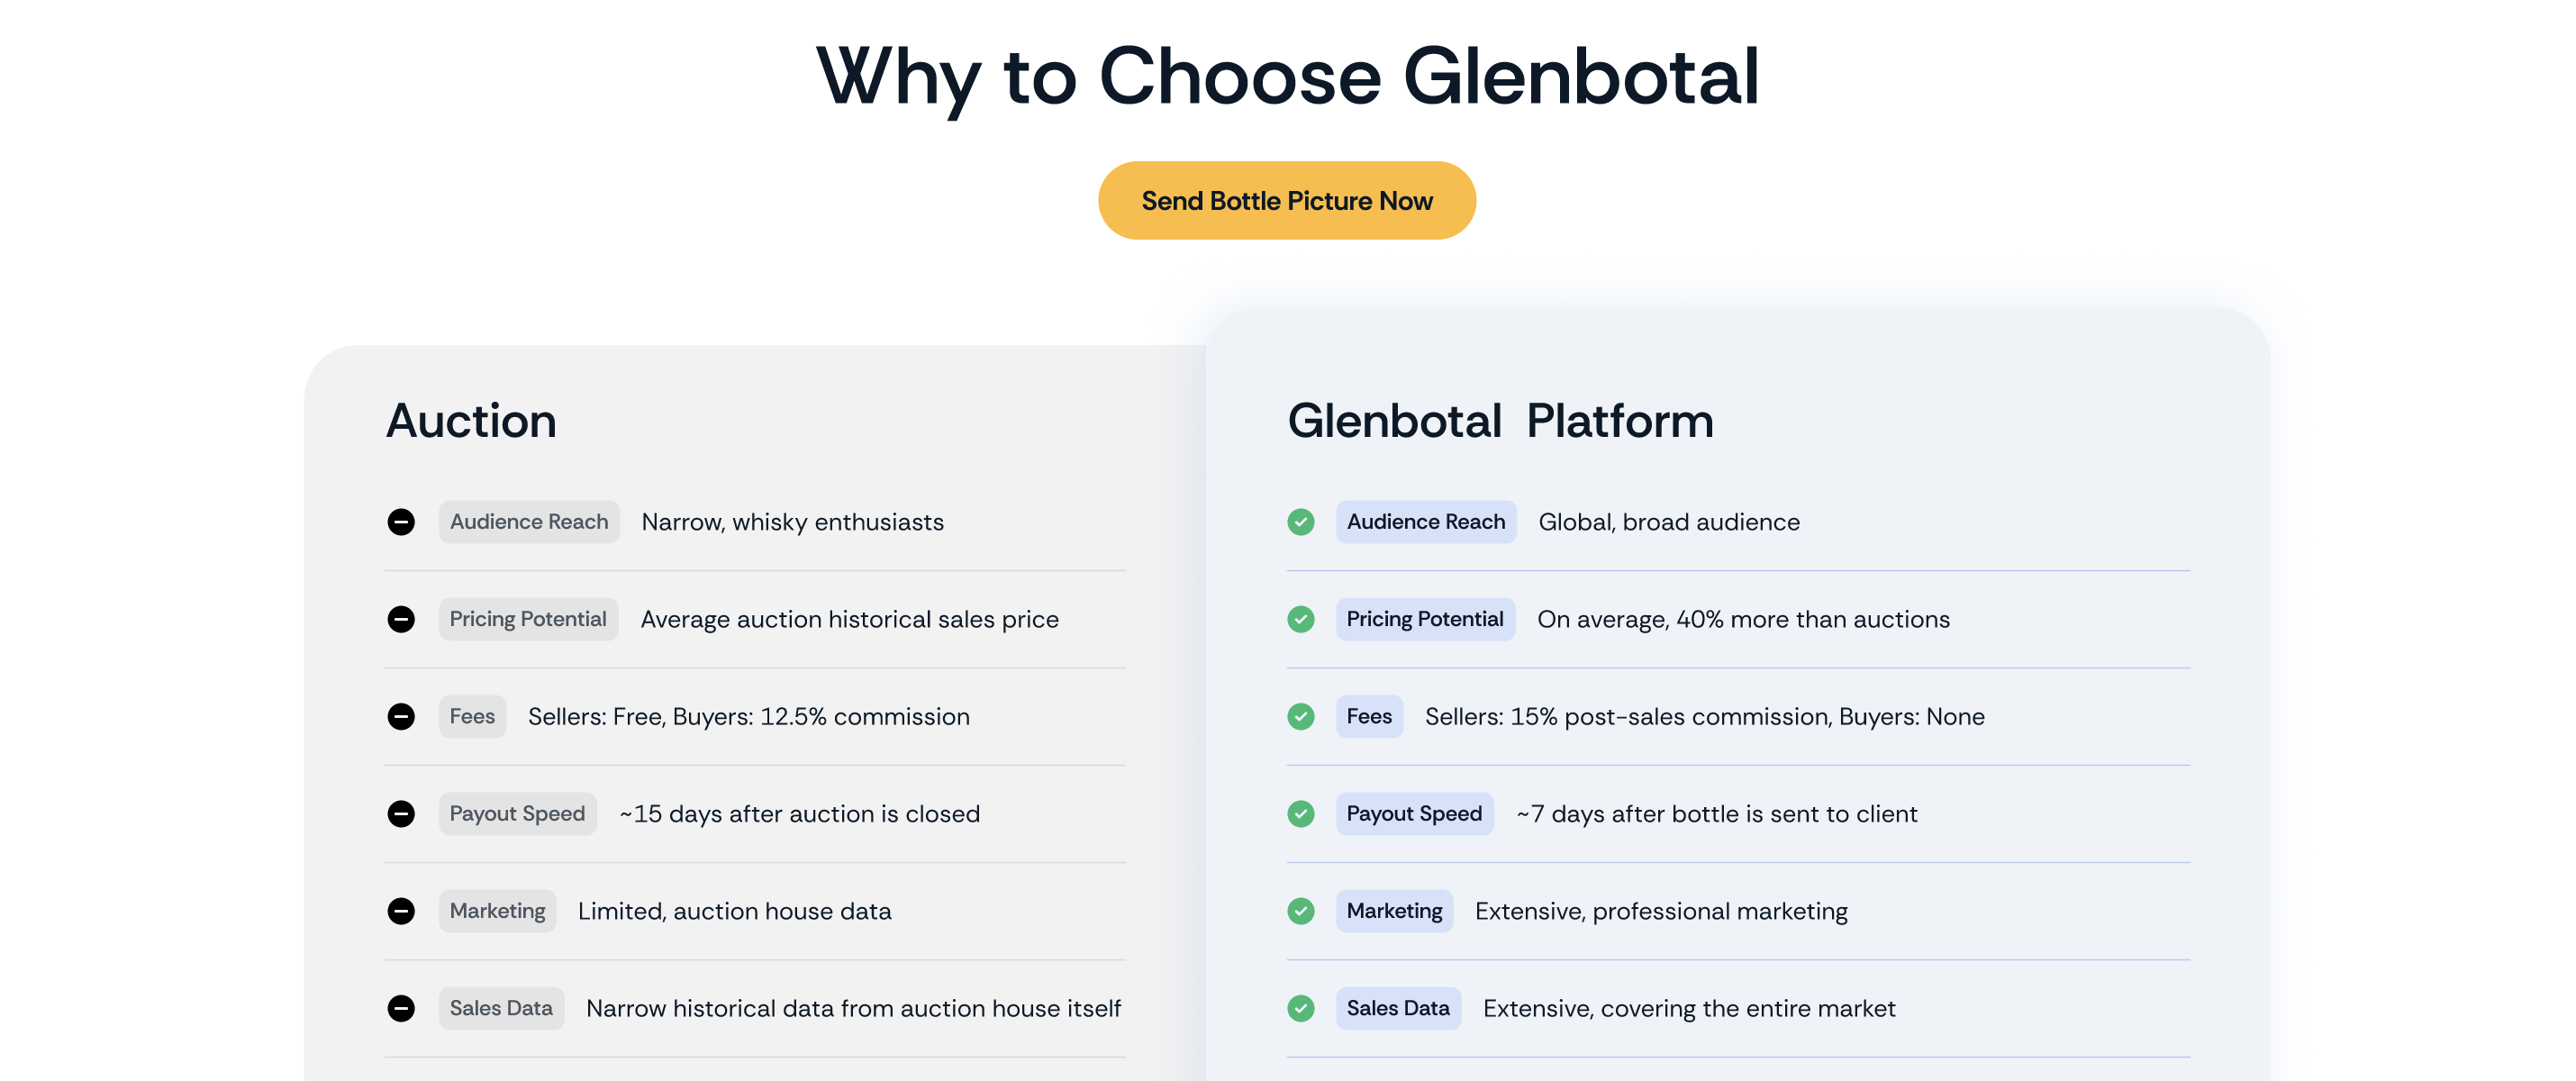 Why to Choose Glenbotal
Send Bottle Picture Now
Auction
Audience Reach Narrow, whisky enthusiasts
Pricing Potential Average auction historical sales price
Fees Sellers: Free, Buyers: 12.5% commission
Payout Speed ~15 days after auction is closed
Marketing Limited, auction house data
Sales Data Narrow historical data from auction house itself
Glenbotal Platform
Audience Reach Global, broad audience
Pricing Potential On average, 40% more than auctions
Fees Sellers: 15% post-sales commission, Buyers: None
Payout Speed ~7 days after bottle is sent to client
Marketing Extensive, professional marketing
Sales Data Extensive, covering the entire market